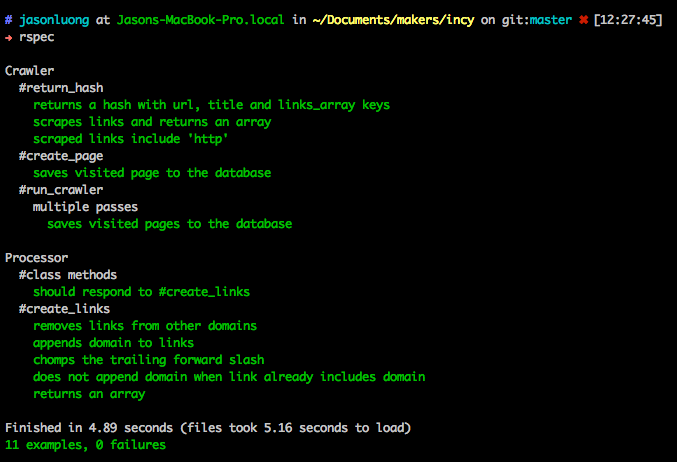 # jasonluong at Jasons-MacBook-Pro.local in ~/Documents/makers/incy on git:master ✖ [12:27:45]
➜ rspec

Crawler
  #return_hash
    returns a hash with url, title and links_array keys
    scrapes links and returns an array
    scraped links include 'http'
  #create_page
    saves visited page to the database
  #run_crawler
    multiple passes
      saves visited pages to the database

Processor
  #class methods
    should respond to #create_links
  #create_links
    removes links from other domains
    appends domain to links
    chomps the trailing forward slash
    does not append domain when link already includes domain
    returns an array

Finished in 4.89 seconds (files took 5.16 seconds to load)
11 examples, 0 failures